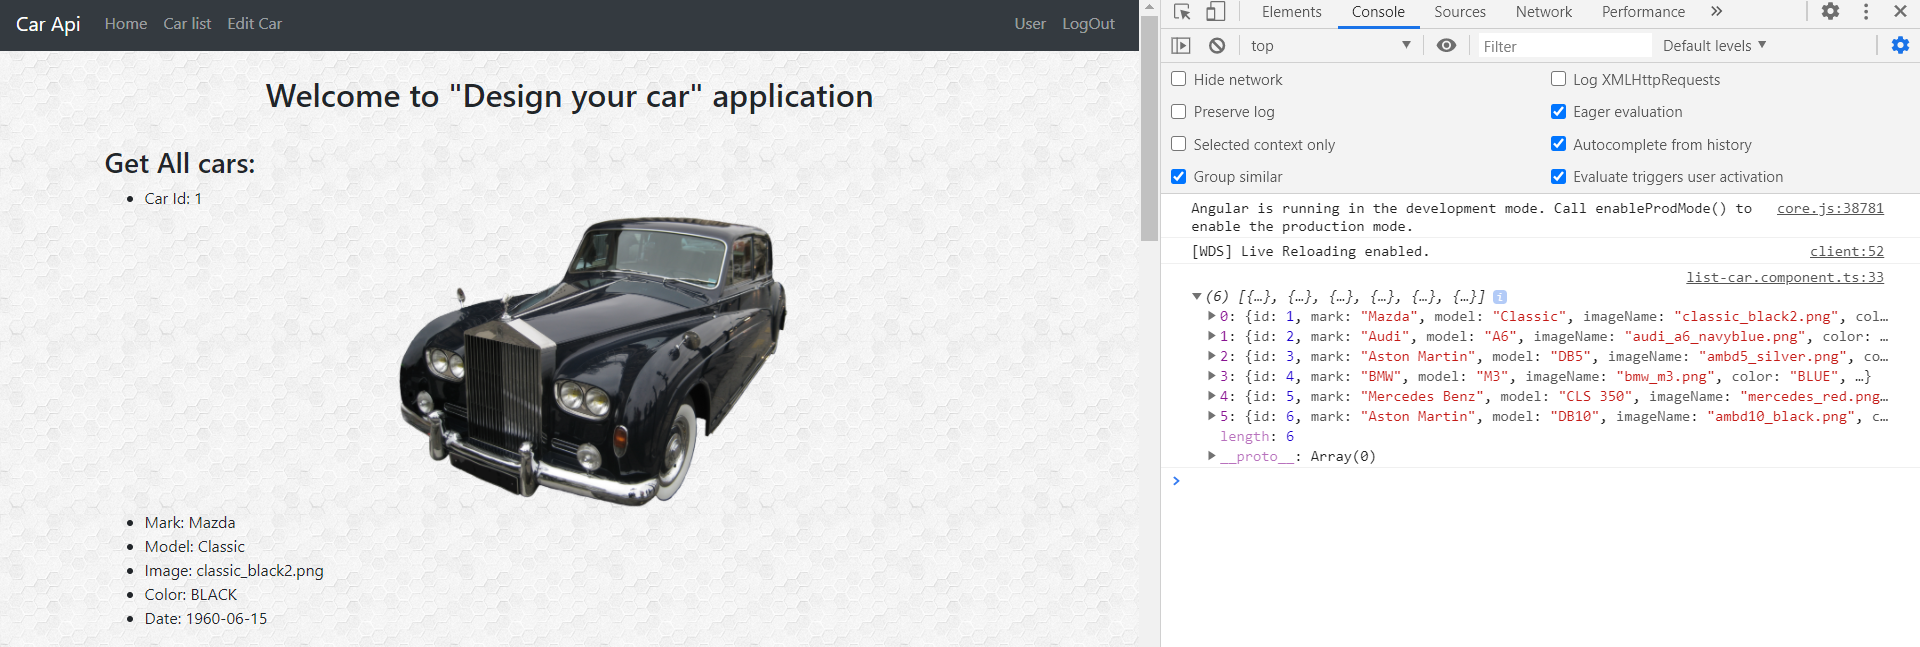 Car Api Home Car list Edit Car User LogOut
Welcome to "Design your car" application
Get All cars:
Car Id: 1
Mark: Mazda
Model: Classic
Image: classic_black2.png
Color: BLACK
Date: 1960-06-15
Elements Console Sources Network Performance »
top Filter Default levels
Hide network Log XMLHttpRequests
Preserve log Eager evaluation
Selected context only Autocomplete from history
Group similar Evaluate triggers user activation
Angular is running in the development mode. Call enableProdMode() to core.js:38781
enable the production mode.
[WDS] Live Reloading enabled. client:52
list-car.component.ts:33
(6) [{…}, {…}, {…}, {…}, {…}, {…}] i
0: {id: 1, mark: "Mazda", model: "Classic", imageName: "classic_black2.png", col…
1: {id: 2, mark: "Audi", model: "A6", imageName: "audi_a6_navyblue.png", color: …
2: {id: 3, mark: "Aston Martin", model: "DB5", imageName: "ambd5_silver.png", co…
3: {id: 4, mark: "BMW", model: "M3", imageName: "bmw_m3.png", color: "BLUE", …}
4: {id: 5, mark: "Mercedes Benz", model: "CLS 350", imageName: "mercedes_red.png…
5: {id: 6, mark: "Aston Martin", model: "DB10", imageName: "ambd10_black.png", c…
length: 6
__proto__: Array(0)